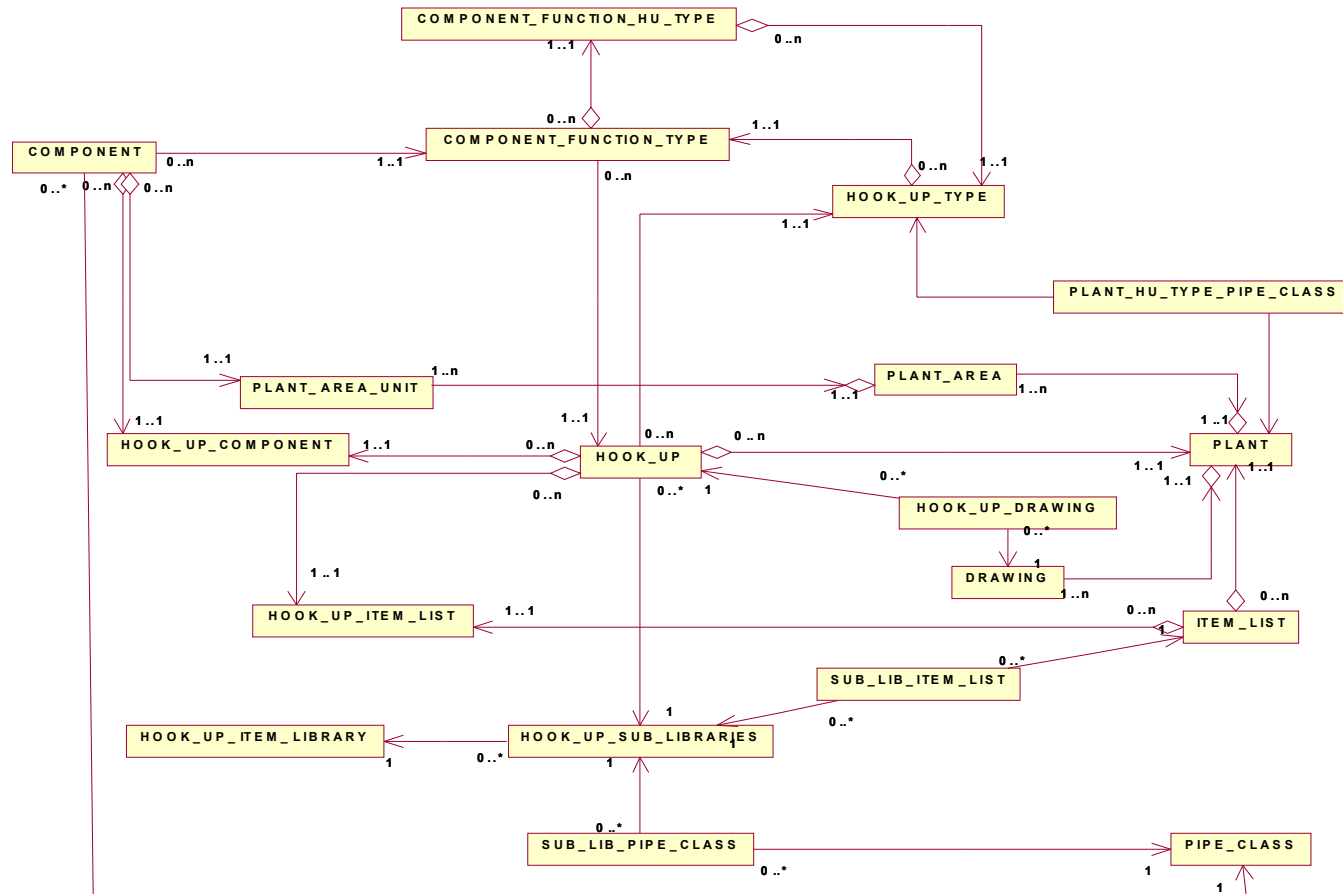 COMPONENT_FUNCTION_HU_TYPE
1..1
0..n
0..n
COMPONENT_FUNCTION_TYPE
1..1
COMPONENT
0..n
1..1
0..* 0..n 0..n
0..n
0..n
1..1
HOOK_UP_TYPE
1..1
PLANT_HU_TYPE_PIPE_CLASS
1..1
PLANT_AREA_UNIT
1..n
1..1
PLANT_AREA
1..n
1..1
1..1
1..1
HOOK_UP_COMPONENT
1..1
0..n
HOOK_UP
0..n
0..n
PLANT
1..1
1..1
1..1
0..n
0..*
1
0..*
HOOK_UP_DRAWING
0..*
1
DRAWING
1..n
1..1
HOOK_UP_ITEM_LIST
1..1
0..n
0..n
1
ITEM_LIST
0..*
SUB_LIB_ITEM_LIST
0..*
1
HOOK_UP_ITEM_LIBRARY
1
0..*
HOOK_UP_SUB_LIBRARIES
1
1
0..*
SUB_LIB_PIPE_CLASS
0..*
1
PIPE_CLASS
1